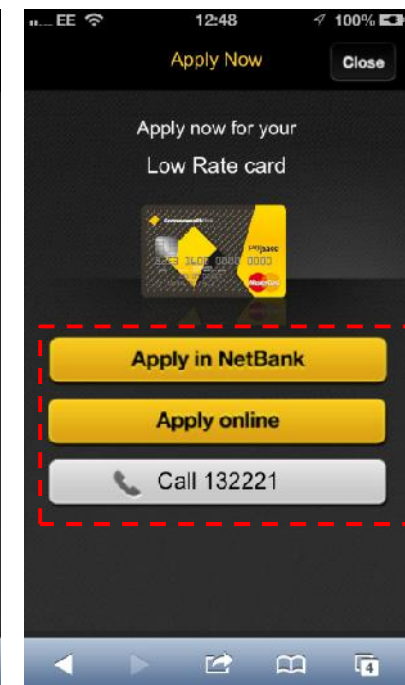 EE 12:48 100%
Apply Now Close
Apply now for your
Low Rate card
Apply in NetBank
Apply online
Call 132221
4